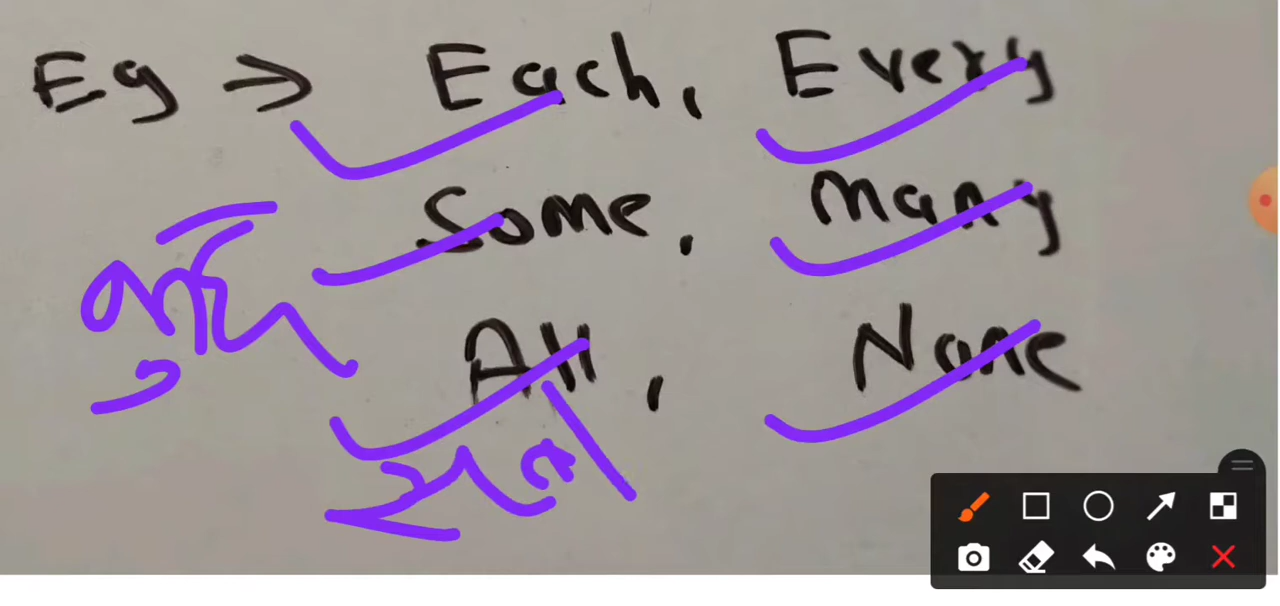 Eg → Each, Every
Some, Many
All, None